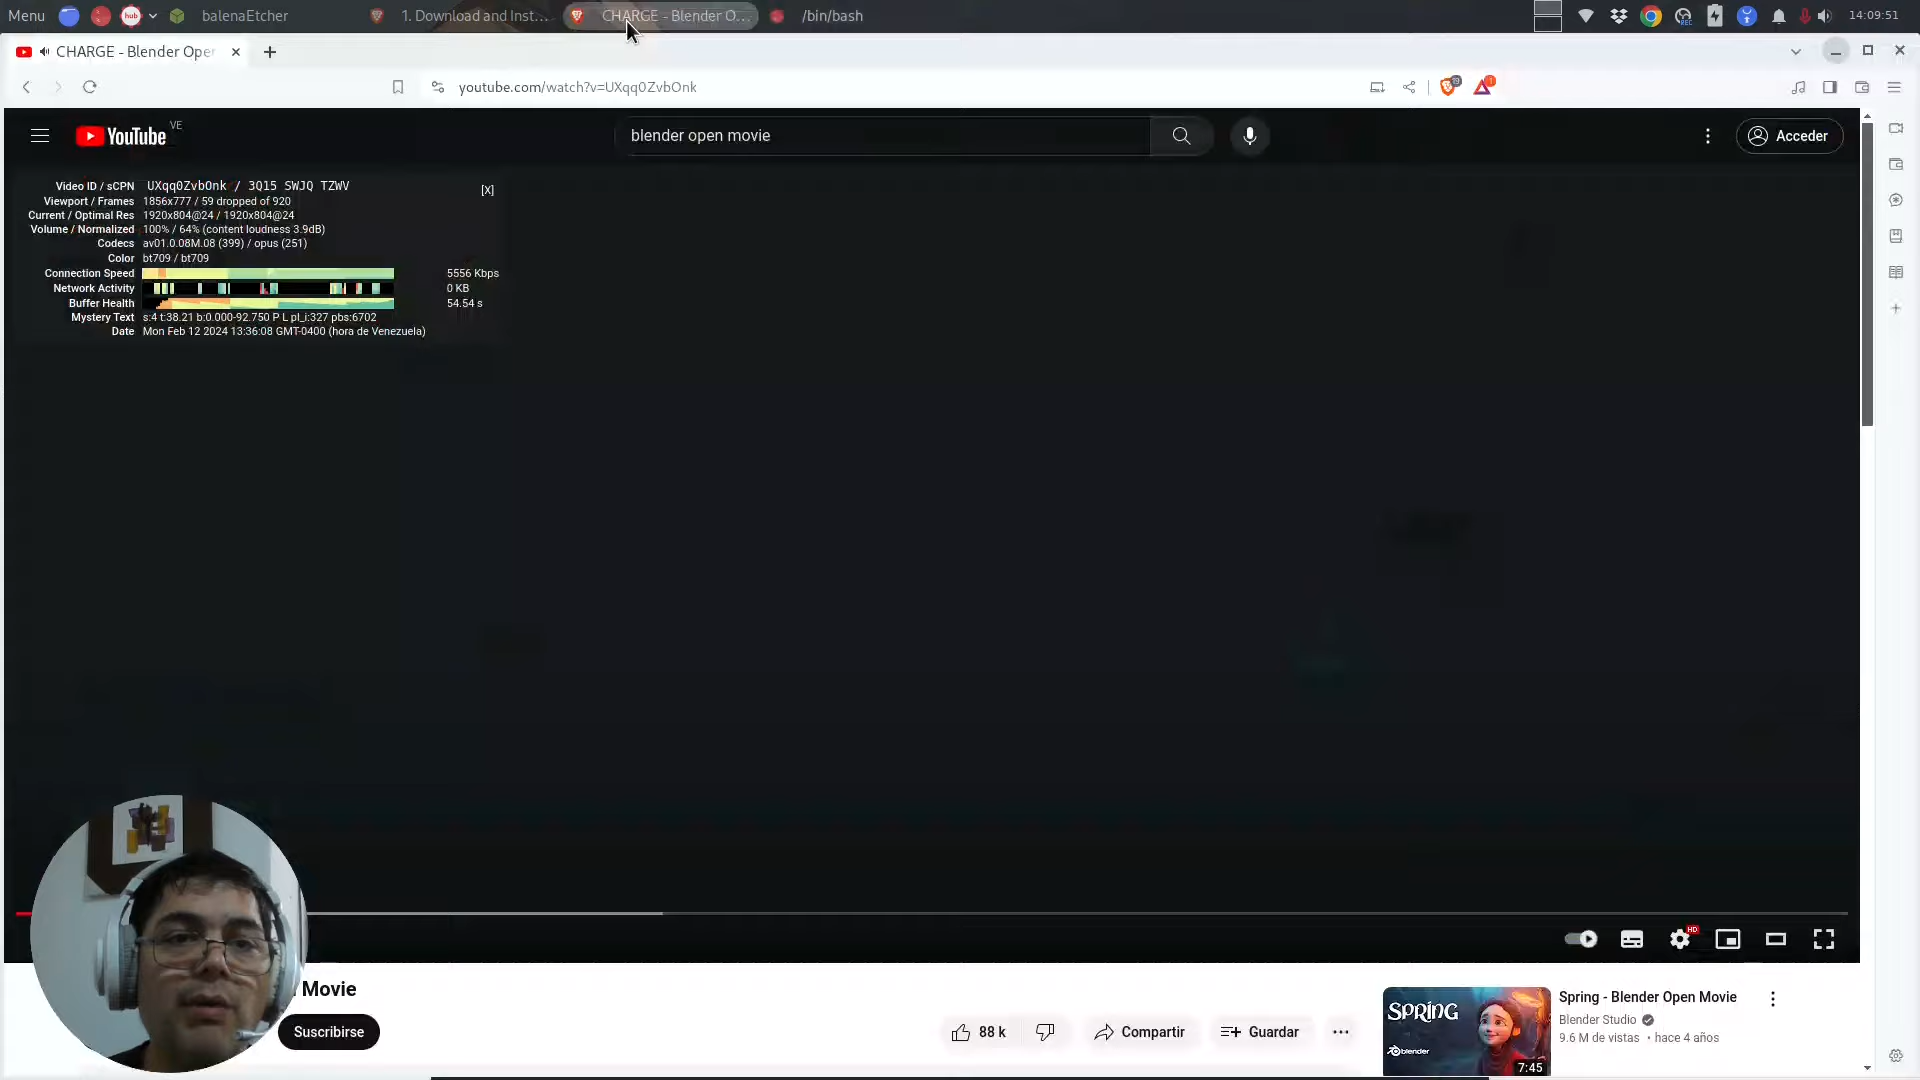 Menu hub balenaEtcher 1. Download and Inst... CHARGE - Blender O... /bin/bash REC 14:09:51
CHARGE - Blender Oper
youtube.com/watch?v=UXqq0ZvbOnk
YouTube VE blender open movie Acceder
Video ID / sCPN UXqq0ZvbOnk / 3Q15 SWJQ TZWV [X]
Viewport / Frames 1856x777 / 59 dropped of 920
Current / Optimal Res 1920x804@24 / 1920x804@24
Volume / Normalized 100% / 64% (content loudness 3.9dB)
Codecs av01.0.08M.08 (399) / opus (251)
Color bt709 / bt709
Connection Speed 5556 Kbps
Network Activity 0 KB
Buffer Health 54.54 s
Mystery Text s:4 t:38.21 b:0.000-92.750 P L pl_i:327 pbs:6702
Date Mon Feb 12 2024 13:36:08 GMT-0400 (hora de Venezuela)
HD
Movie
Suscribirse 88 k Compartir Guardar
SPRING
blender
7:45
Spring - Blender Open Movie
Blender Studio
9.6 M de vistas • hace 4 años